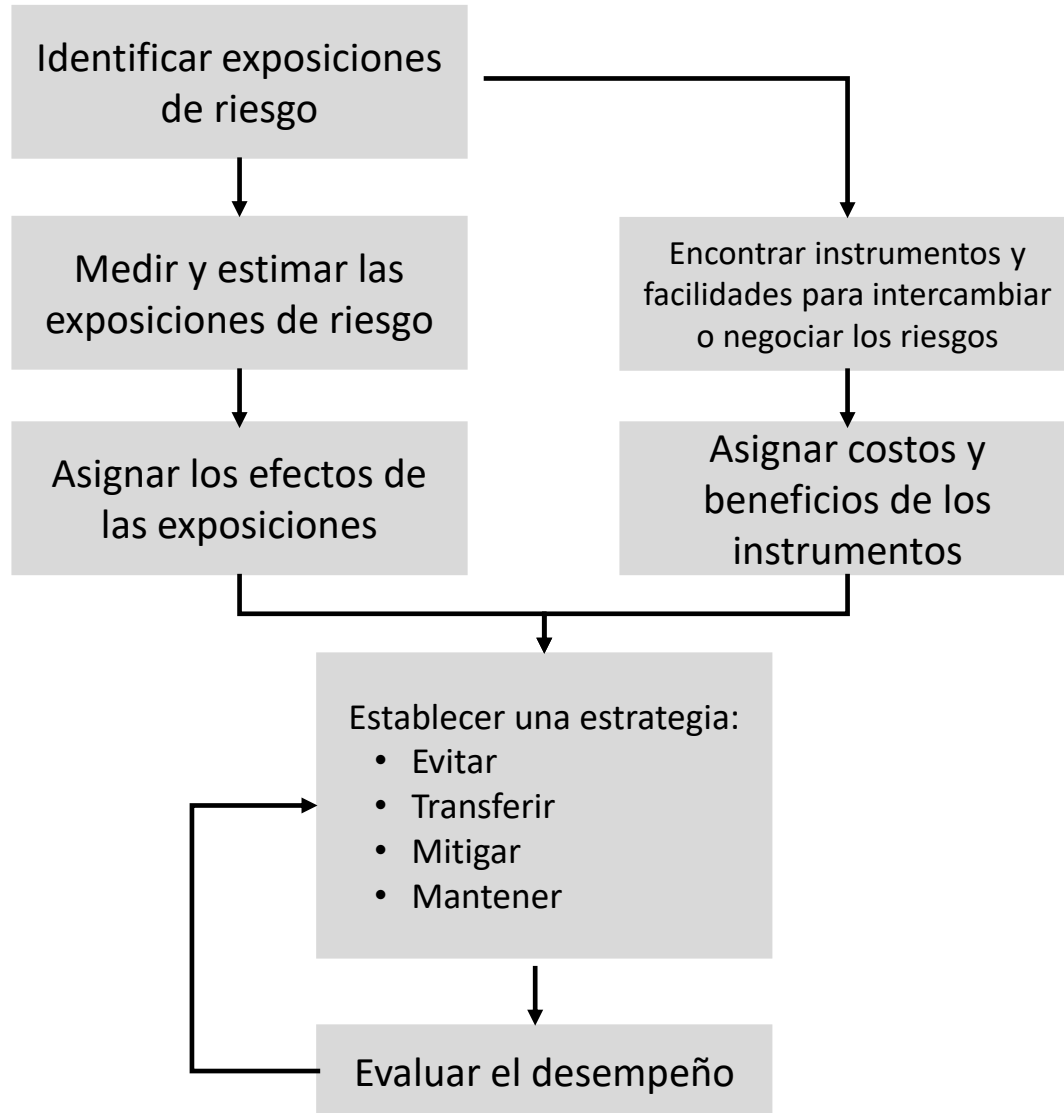 Identificar exposiciones
de riesgo
Medir y estimar las
exposiciones de riesgo
Encontrar instrumentos y
facilidades para intercambiar
o negociar los riesgos
Asignar los efectos de
las exposiciones
Asignar costos y
beneficios de los
instrumentos
Establecer una estrategia:
• Evitar
• Transferir
• Mitigar
• Mantener
Evaluar el desempeño